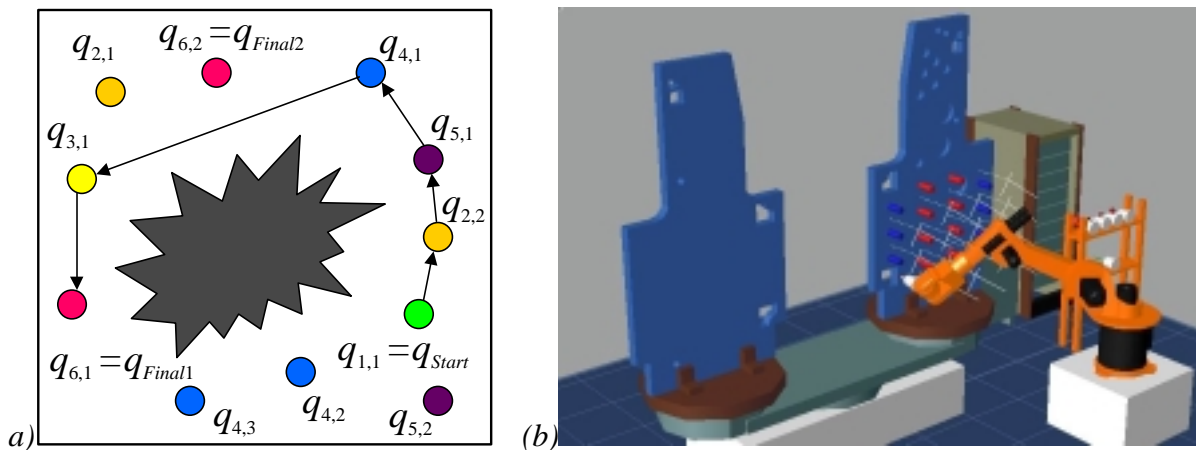 q2,1
q6,2 =qFinal2
q4,1
q3,1
q5,1
q2,2
q6,1 =qFinal1
q1,1 =qStart
q4,3
q4,2
q5,2
a)
(b)